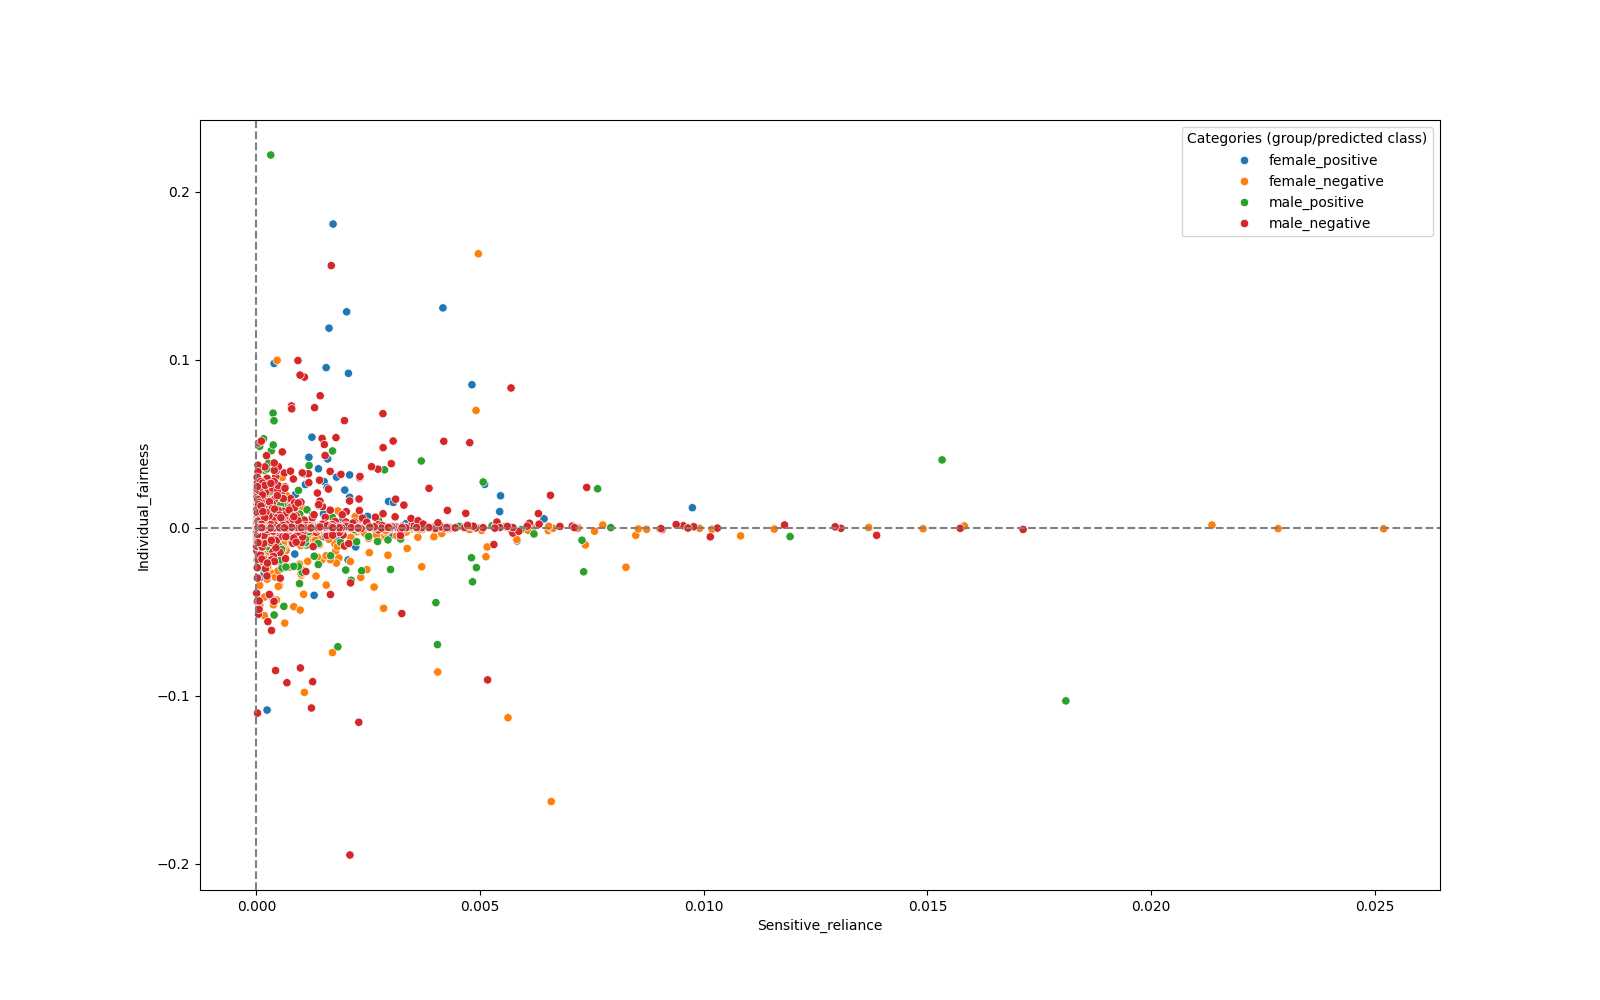 Categories (group/predicted class)
female_positive
female_negative
male_positive
male_negative
0.2
0.1
0.0
−0.1
−0.2
Individual_fairness
0.000
0.005
0.010
0.015
0.020
0.025
Sensitive_reliance